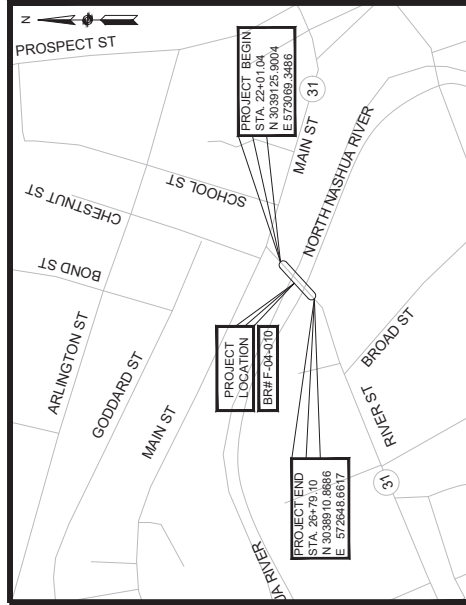 N
PROSPECT ST
CHESTNUT ST
BOND ST
SCHOOL ST
ARLINGTON ST
GODDARD ST
MAIN ST
PROJECT BEGIN
STA. 22+01.04
N 3039125.9004
E 573069.3486
MAIN ST
31
NORTH NASHUA RIVER
PROJECT
LOCATION
BR# F-04-010
PROJECT END
STA. 26+79.10
N 3038910.8686
E 572648.6617
UA RIVER
RIVER ST
BROAD ST
31